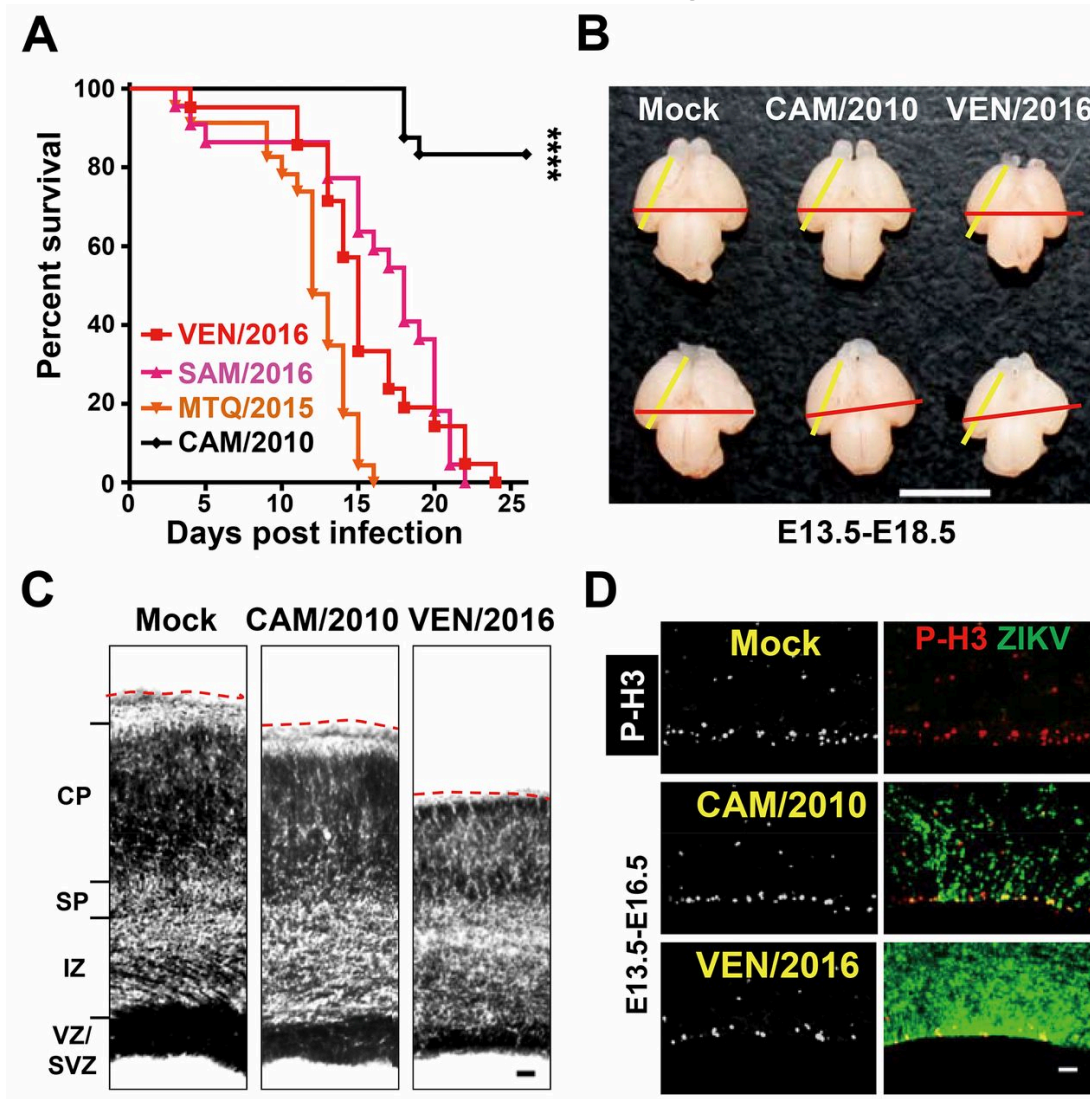 A
Percent survival
100
80
60
40
20
0
VEN/2016
SAM/2016
MTQ/2015
CAM/2010
****
0 5 10 15 20 25
Days post infection
B
Mock CAM/2010 VEN/2016
E13.5-E18.5
C
Mock CAM/2010 VEN/2016
CP
SP
IZ
VZ/
SVZ
D
P-H3
Mock
P-H3 ZIKV
CAM/2010
E13.5-E16.5
VEN/2016